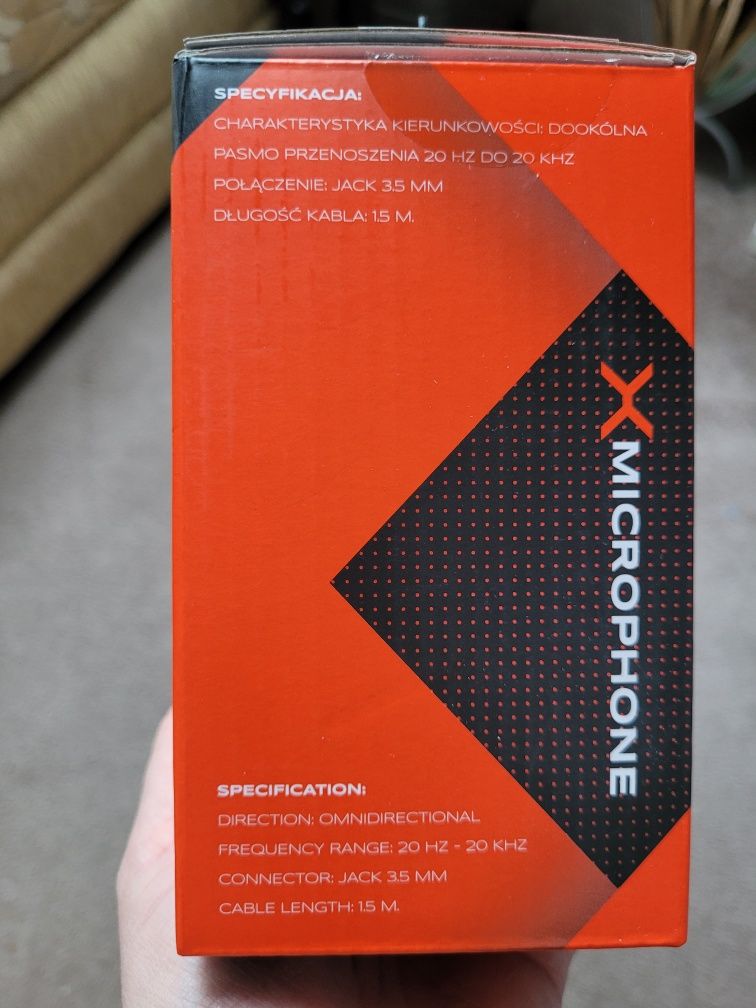 SPECYFIKACJA:
CHARAKTERYSTYKA KIERUNKOWOŚCI: DOOKÓLNA
PASMO PRZENOSZENIA 20 HZ DO 20 KHZ
POŁĄCZENIE: JACK 3.5 MM
DŁUGOŚĆ KABLA: 1.5 M.
X MICROPHONE
SPECIFICATION:
DIRECTION: OMNIDIRECTIONAL
FREQUENCY RANGE: 20 HZ - 20 KHZ
CONNECTOR: JACK 3.5 MM
CABLE LENGTH: 1.5 M.